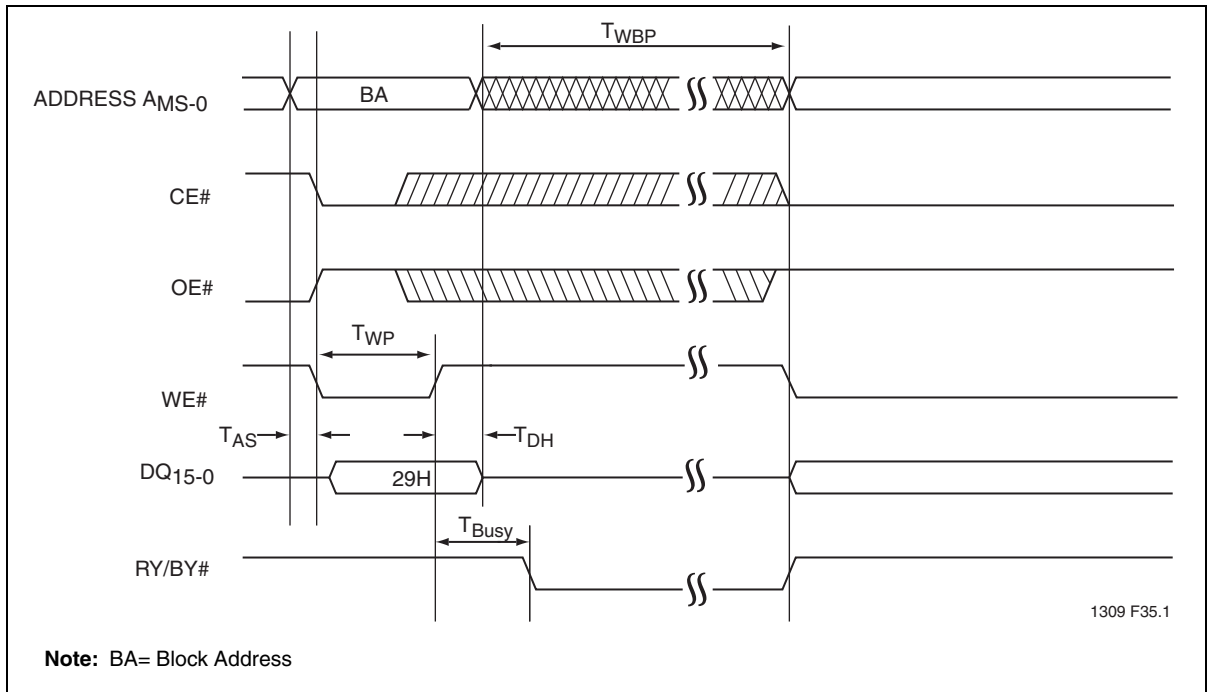 TWBP
ADDRESS AMS-0
BA
CE#
OE#
TWP
WE#
TAS
TDH
DQ15-0
29H
TBusy
RY/BY#
1309 F35.1
Note: BA= Block Address